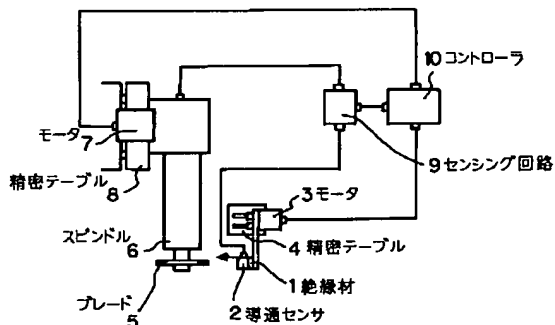 10 コントローラ
モータ
7
9 センシング回路
精密テーブル
8
3 モータ
スピンドル
6
4 精密テーブル
1 絶縁材
ブレード
5
2 導通センサ